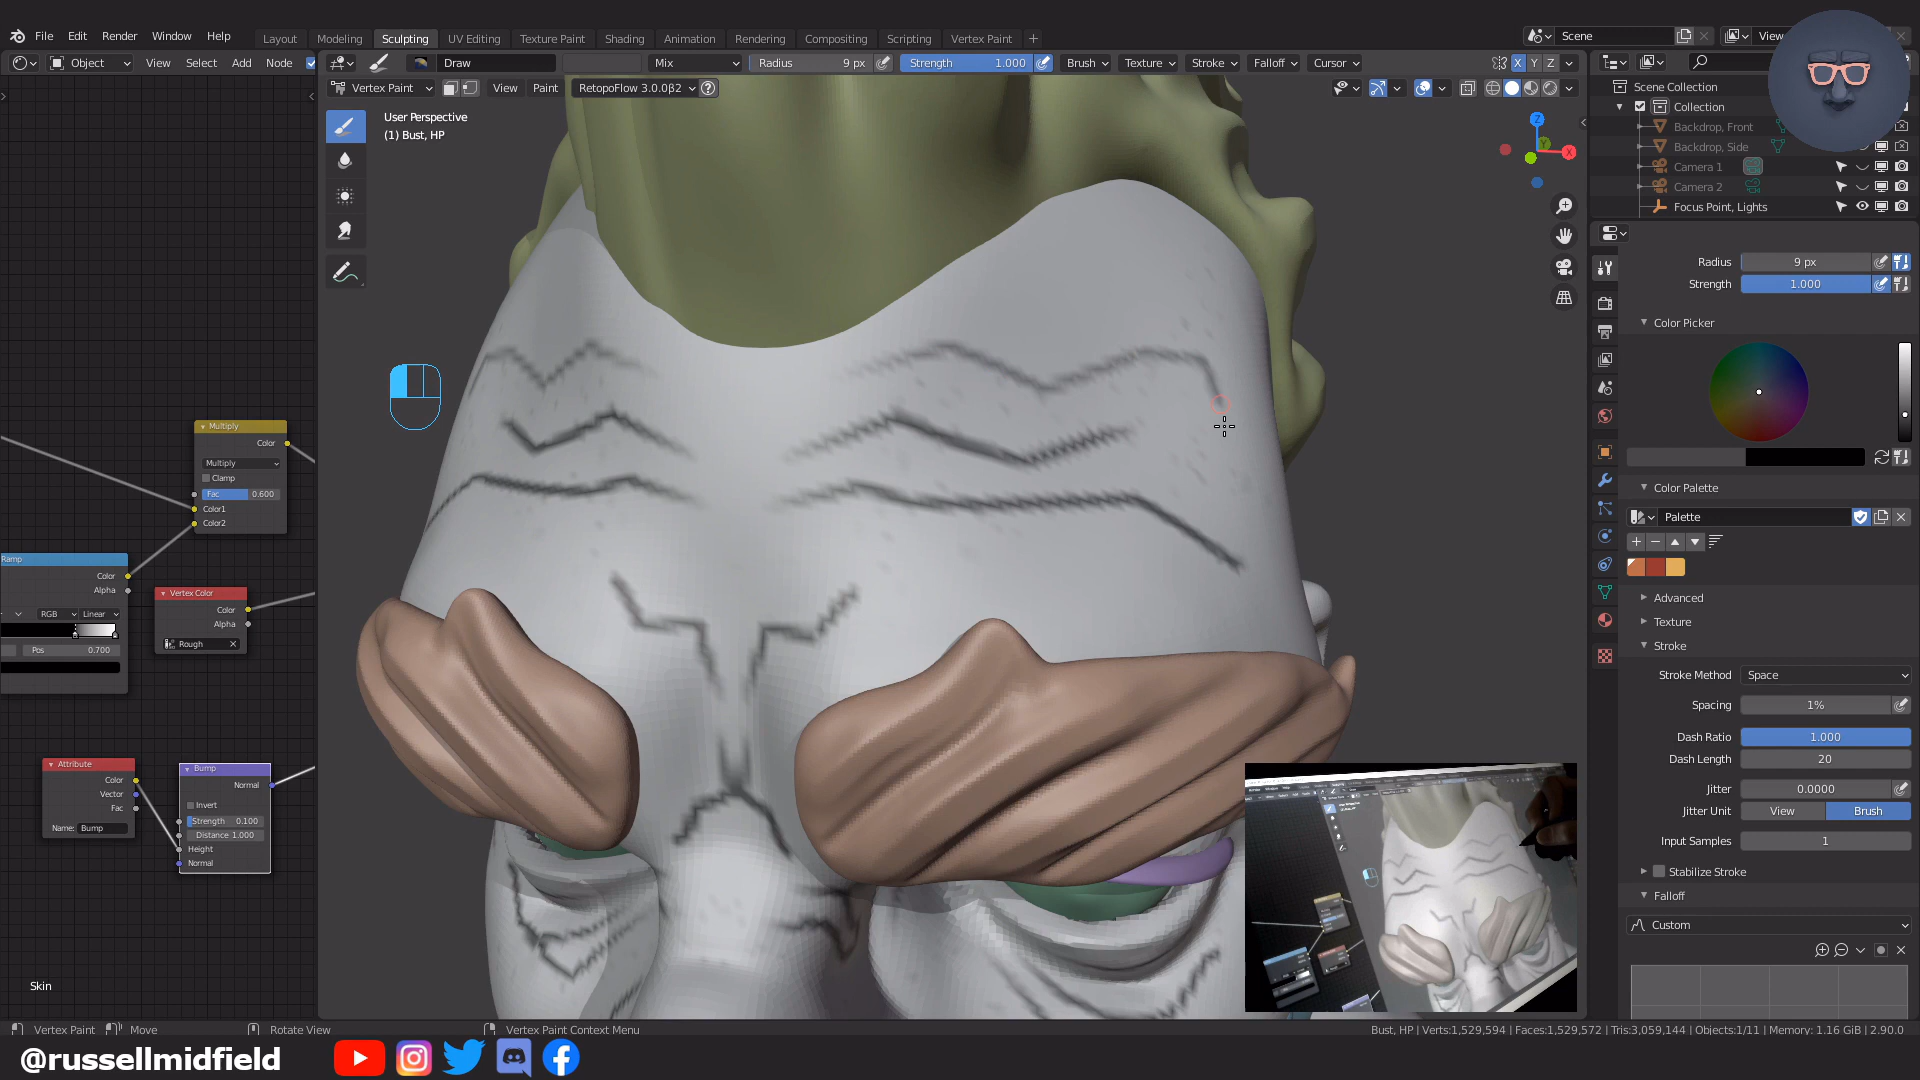 File Edit Render Window Help
Layout Modeling Sculpting UV Editing Texture Paint Shading Animation Rendering Compositing Scripting Vertex Paint +
Scene
View
Object View Select Add Node
Draw
Mix
Radius 9 px
Strength 1.000
Brush Texture Stroke Falloff Cursor
X Y Z
Vertex Paint View Paint RetopoFlow 3.0.0β2
User Perspective
(1) Bust, HP
Z
X
Y
Scene Collection
Collection
Backdrop, Front
Backdrop, Side
Camera 1
Camera 2
Focus Point, Lights
Radius 9 px
Strength 1.000
Color Picker
Color Palette
Palette
Advanced
Texture
Stroke
Stroke Method Space
Spacing 1%
Dash Ratio 1.000
Dash Length 20
Jitter 0.0000
Jitter Unit View Brush
Input Samples 1
Stabilize Stroke
Falloff
Custom
Multiply
Color
Multiply
Clamp
Fac 0.600
Color1
Color2
Ramp
Color
Alpha
RGB Linear
Pos 0.700
Vertex Color
Color
Alpha
Rough
Attribute
Color
Vector
Fac
Name: Bump
Bump
Normal
Invert
Strength 0.100
Distance 1.000
Height
Normal
Skin
Vertex Paint Move Rotate View Vertex Paint Context Menu
Bust, HP | Verts:1,529,594 | Faces:1,529,572 | Tris:3,059,144 | Objects:1/11 | Memory: 1.16 GiB | 2.90.0
@russellmidfield